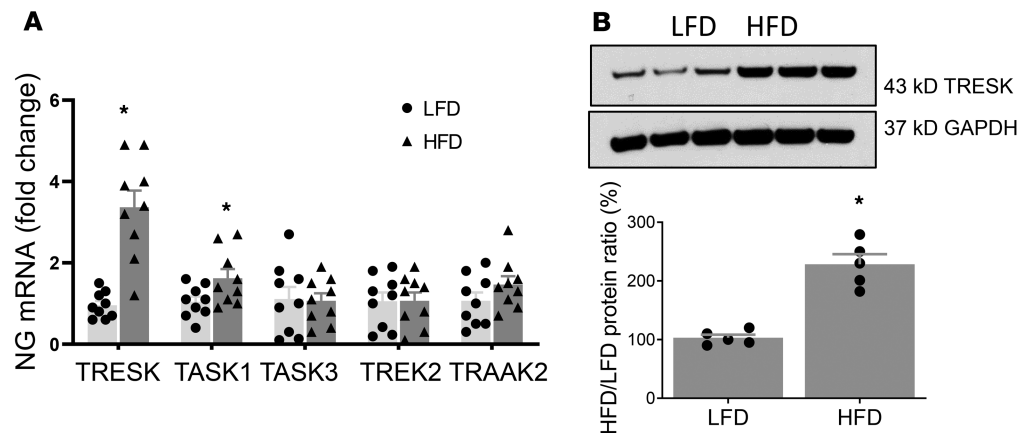 A
NG mRNA (fold change)
6
4
2
0
*
*
LFD
HFD
TRESK TASK1 TASK3 TREK2 TRAAK2
B
LFD HFD
43 kD TRESK
37 kD GAPDH
HFD/LFD protein ratio (%)
300
200
100
0
*
LFD HFD